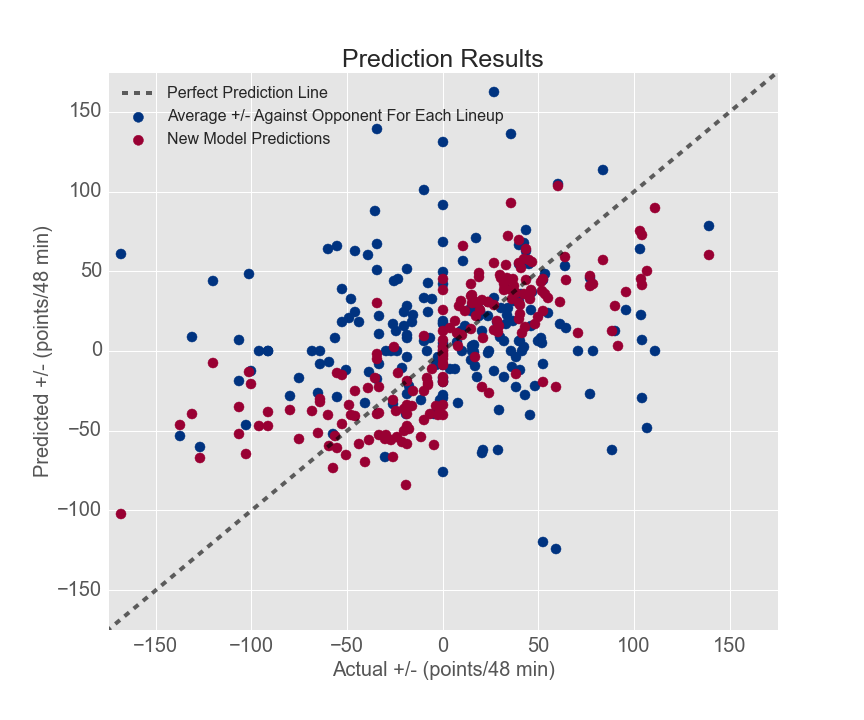 Prediction Results
Perfect Prediction Line
Average +/- Against Opponent For Each Lineup
New Model Predictions
150
100
50
0
−50
−100
−150
Predicted +/- (points/48 min)
−150 −100 −50 0 50 100 150
Actual +/- (points/48 min)